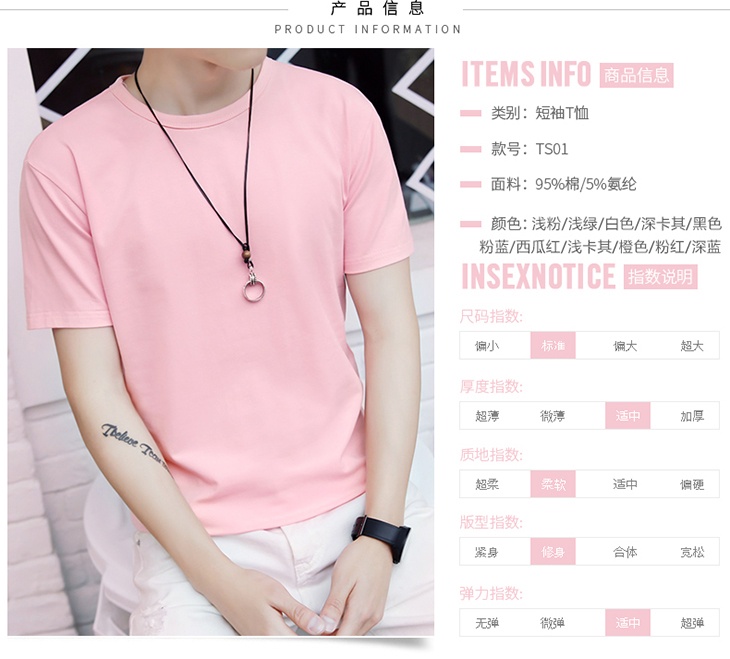 产品信息
PRODUCT INFORMATION
ITEMS INFO 商品信息
类别：短袖T恤
款号：TS01
面料：95%棉/5%氨纶
颜色：浅粉/浅绿/白色/深卡其/黑色
粉蓝/西瓜红/浅卡其/橙色/粉红/深蓝
INSEXNOTICE 指数说明
尺码指数:
偏小 标准 偏大 超大
厚度指数:
超薄 微薄 适中 加厚
质地指数:
超柔 柔软 适中 偏硬
版型指数:
紧身 修身 合体 宽松
弹力指数:
无弹 微弹 适中 超弹